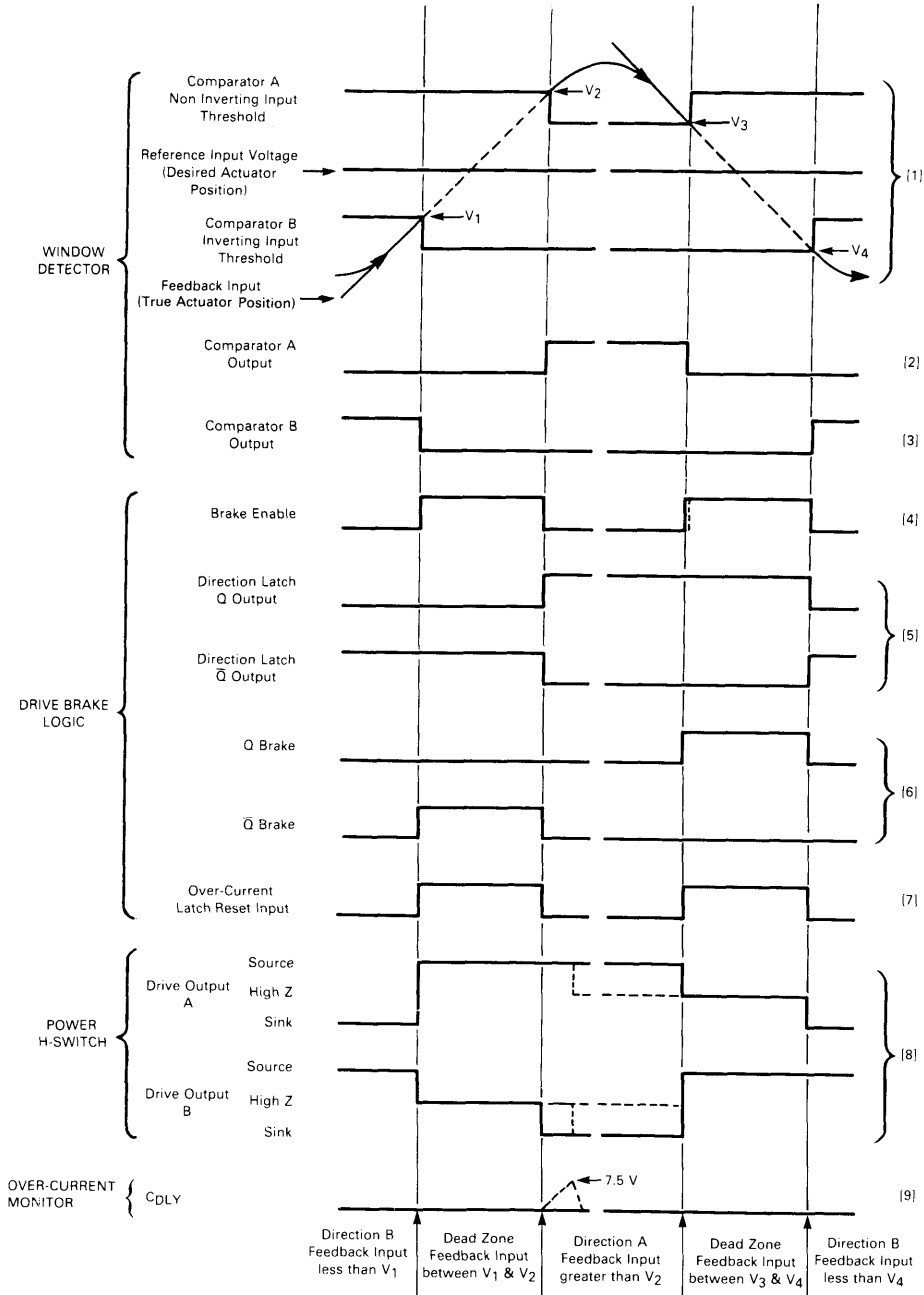 Comparator A
Non Inverting Input
Threshold
V2
V3
Reference Input Voltage
(Desired Actuator
Position)
(1)
Comparator B
Inverting Input
Threshold
V1
V4
WINDOW
DETECTOR
Feedback Input
(True Actuator Position)
Comparator A
Output
(2)
Comparator B
Output
(3)
Brake Enable
(4)
Direction Latch
Q Output
(5)
Direction Latch
Q̅ Output
DRIVE BRAKE
LOGIC
Q Brake
(6)
Q̅ Brake
Over-Current
Latch Reset Input
(7)
Source
Drive Output
A
High Z
Sink
POWER
H-SWITCH
(8)
Source
Drive Output
B
High Z
Sink
OVER-CURRENT
MONITOR
CDLY
7.5 V
(9)
Direction B
Feedback Input
less than V1
Dead Zone
Feedback Input
between V1 & V2
Direction A
Feedback Input
greater than V2
Dead Zone
Feedback Input
between V3 & V4
Direction B
Feedback Input
less than V4